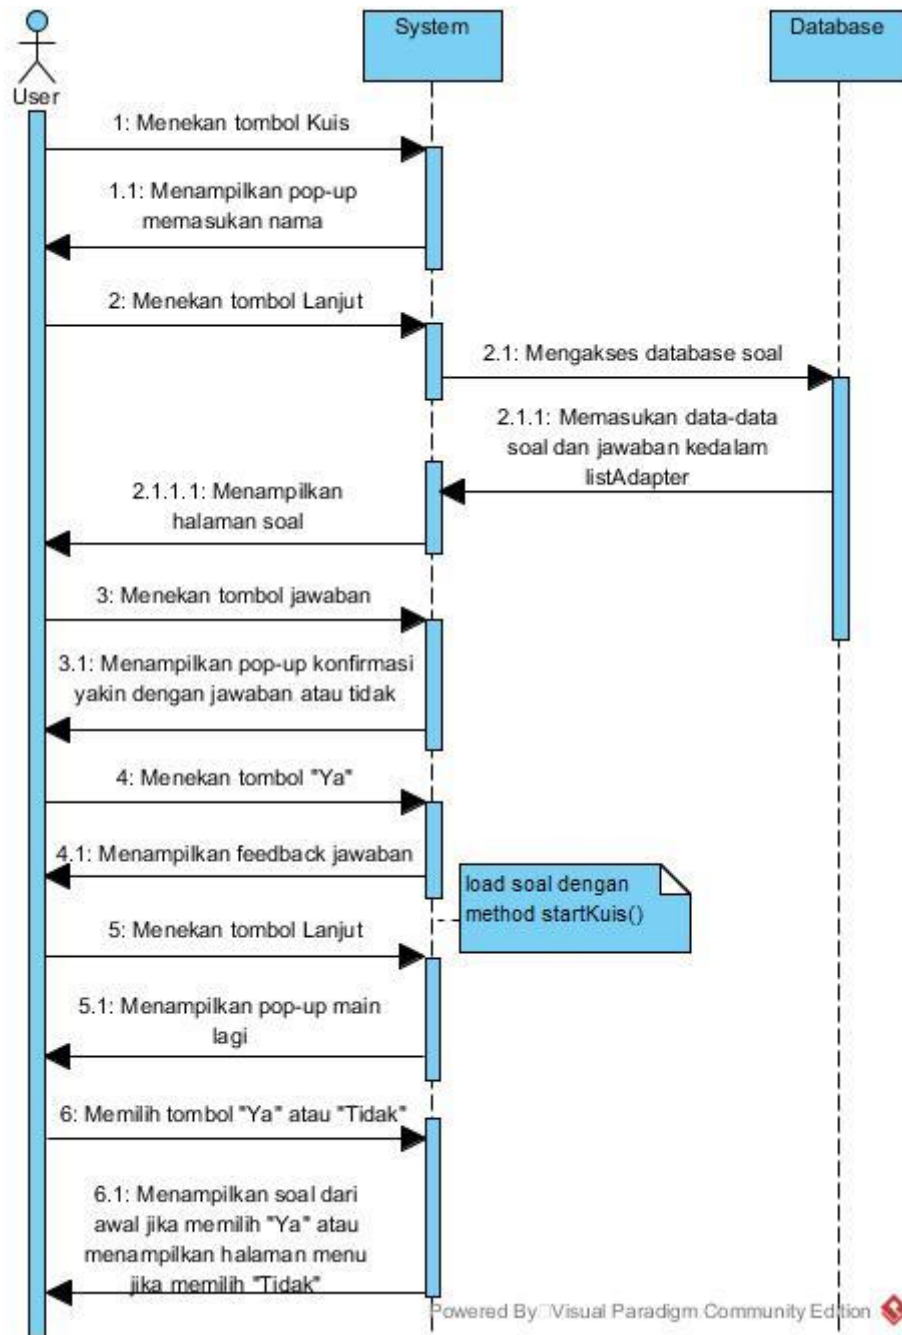 System
Database
User
1: Menekan tombol Kuis
1.1: Menampilkan pop-up
memasukan nama
2: Menekan tombol Lanjut
2.1: Mengakses database soal
2.1.1: Memasukan data-data
soal dan jawaban kedalam
listAdapter
2.1.1.1: Menampilkan
halaman soal
3: Menekan tombol jawaban
3.1: Menampilkan pop-up konfirmasi
yakin dengan jawaban atau tidak
4: Menekan tombol "Ya"
4.1: Menampilkan feedback jawaban
load soal dengan
method startKuis()
5: Menekan tombol Lanjut
5.1: Menampilkan pop-up main
lagi
6: Memilih tombol "Ya" atau "Tidak"
6.1: Menampilkan soal dari
awal jika memilih "Ya" atau
menampilkan halaman menu
jika memilih "Tidak"
Powered By Visual Paradigm Community Edition